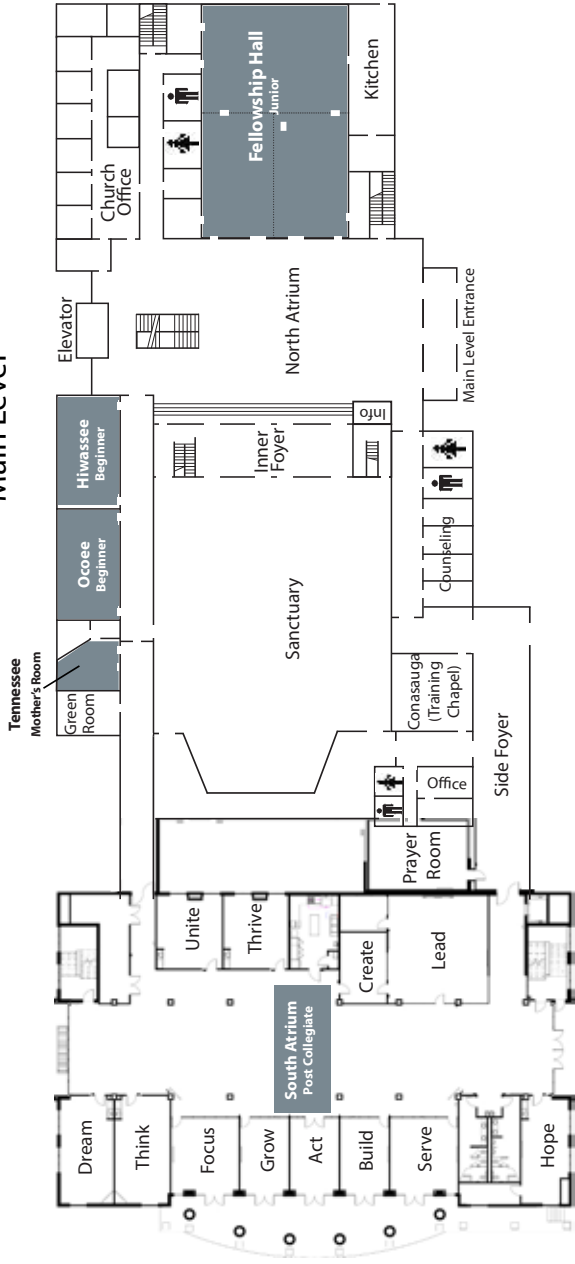 Main Level
Elevator
Church
Office
Fellowship Hall
Junior
Kitchen
North Atrium
Main Level Entrance
Hiwassee
Beginner
Ocoee
Beginner
Tennessee
Mother's Room
Green
Room
Info
Inner
Foyer
Sanctuary
Counseling
Conasauga
(Training
Chapel)
Side Foyer
Office
Prayer
Room
Unite
Thrive
Create
Lead
South Atrium
Post Collegiate
Dream
Think
Focus
Grow
Act
Build
Serve
Hope